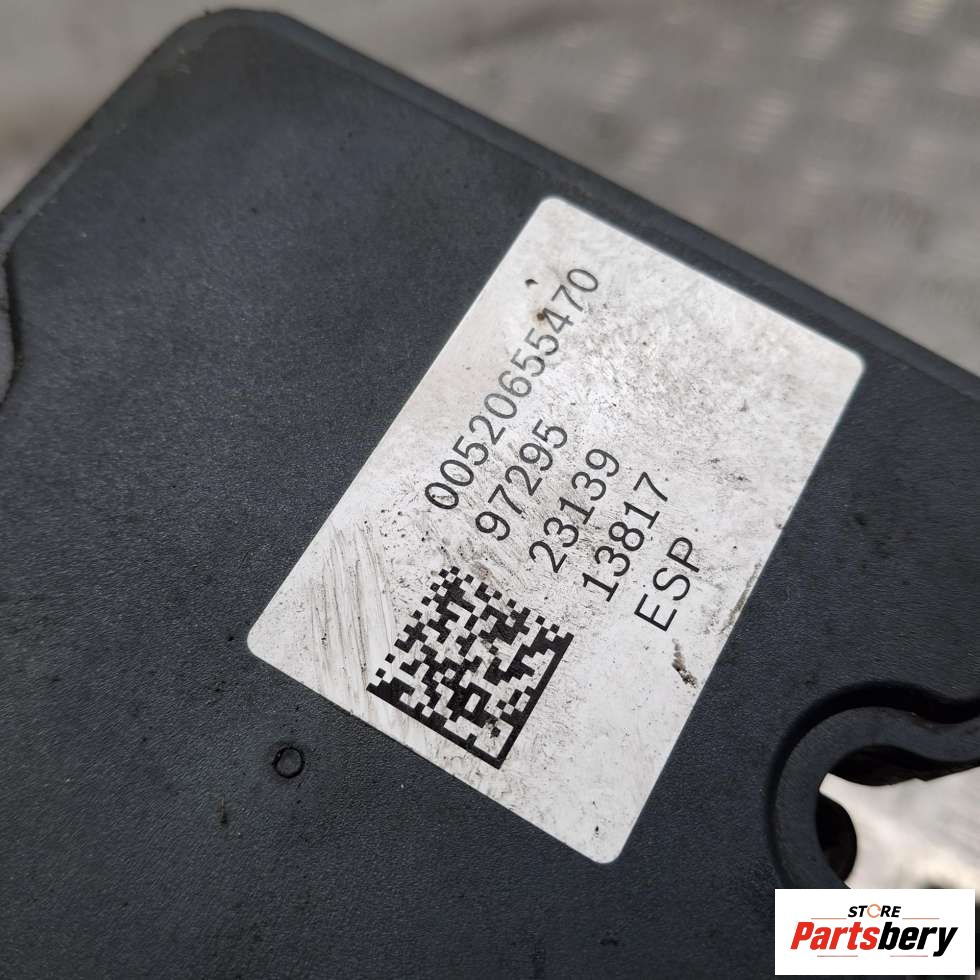 00520655470
97295
23139
13817
ESP
STORE
Partsbery